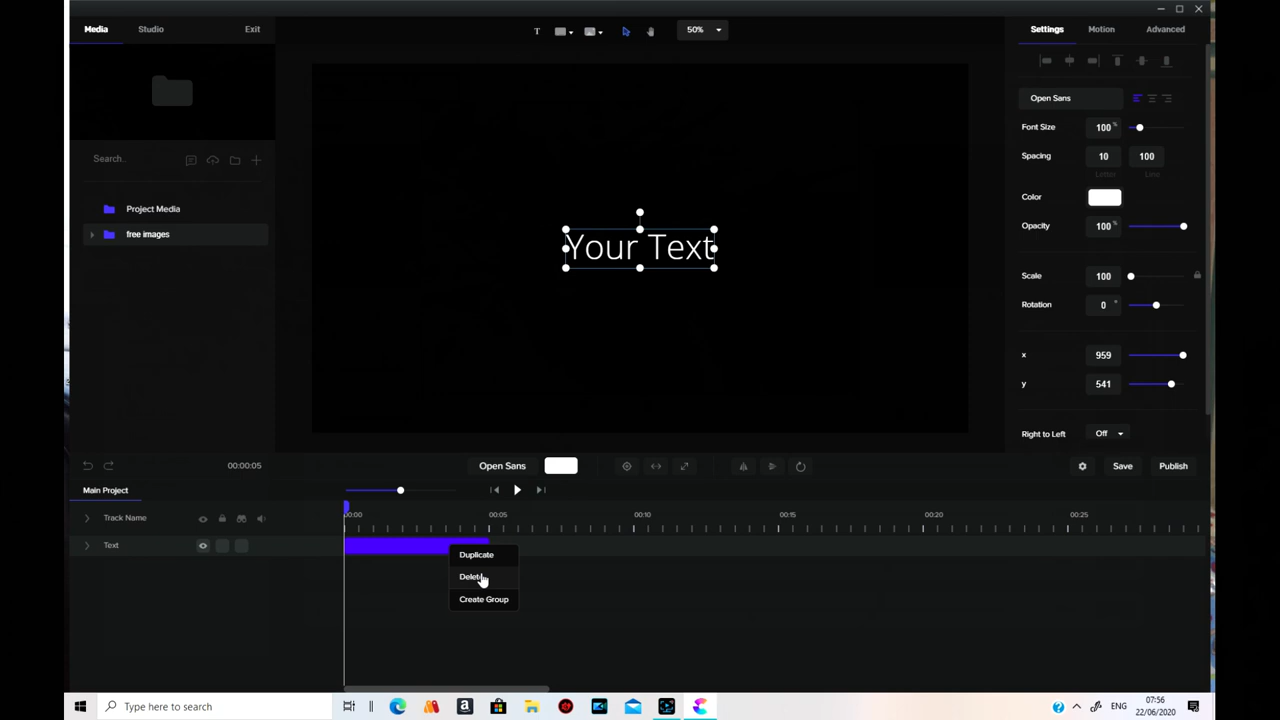 Media Studio Exit
50%
Settings Motion Advanced
Open Sans
Font Size 100 %
Search..
Spacing 10 100
Letter Line
Color
Project Media
free images
Opacity 100 %
Your Text
Scale 100
Rotation 0 °
x 959
y 541
Right to Left Off
00:00:05
Open Sans
Save Publish
Main Project
Track Name
00:00 00:05 00:10 00:15 00:20 00:25
Text
Duplicate
Delete
Create Group
Type here to search
ENG
07:56
22/06/2020